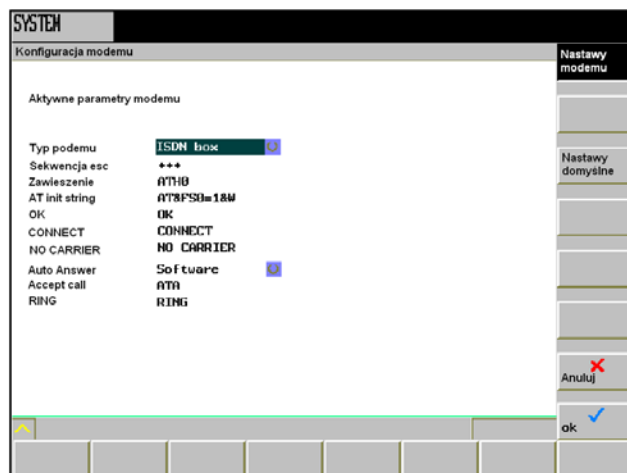 SYSTEM
Konfiguracja modemu
Nastawy
modemu
Aktywne parametry modemu
Typ podemu ISDN box
Sekwencja esc +++
Zawieszenie ATH0
AT init string AT&FS0=1&W
OK OK
CONNECT CONNECT
NO CARRIER NO CARRIER
Auto Answer Software
Accept call ATA
RING RING
Nastawy
domyślne
Anuluj
ok